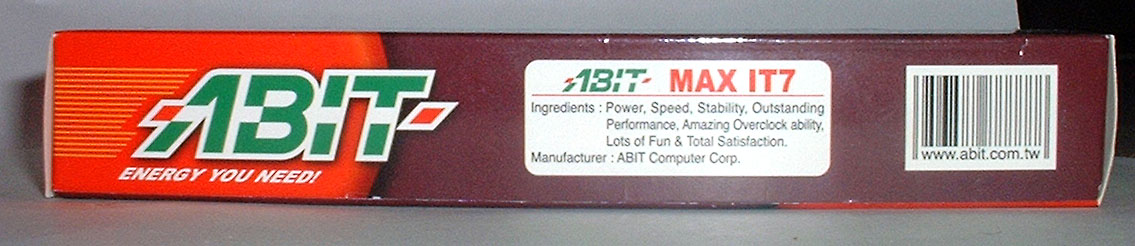 ABIT
ENERGY YOU NEED!
ABIT MAX IT7
Ingredients : Power, Speed, Stability, Outstanding
Performance, Amazing Overclock ability,
Lots of Fun & Total Satisfaction.
Manufacturer : ABIT Computer Corp.
www.abit.com.tw